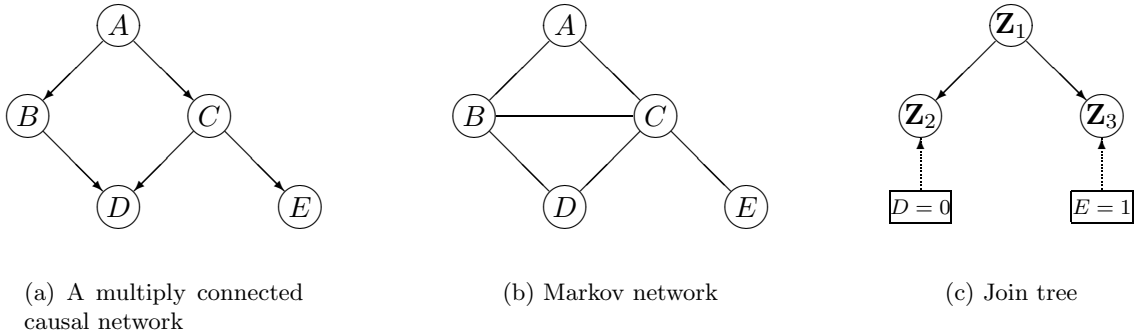 A
B
C
D
E
A
B
C
D
E
Z1
Z2
Z3
D = 0
E = 1
(a) A multiply connected
causal network
(b) Markov network
(c) Join tree